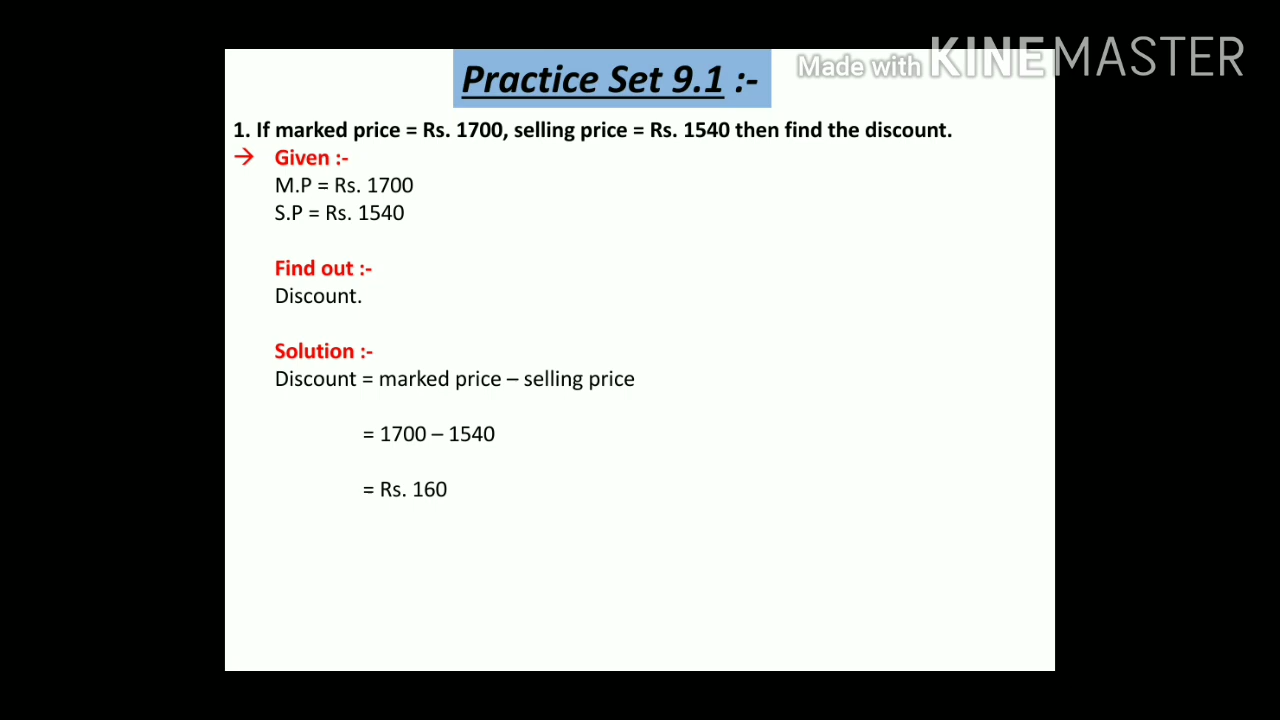 Made with KINEMASTER
Practice Set 9.1 :-
1. If marked price = Rs. 1700, selling price = Rs. 1540 then find the discount.
→ Given :-
M.P = Rs. 1700
S.P = Rs. 1540
Find out :-
Discount.
Solution :-
Discount = marked price – selling price
= 1700 – 1540
= Rs. 160